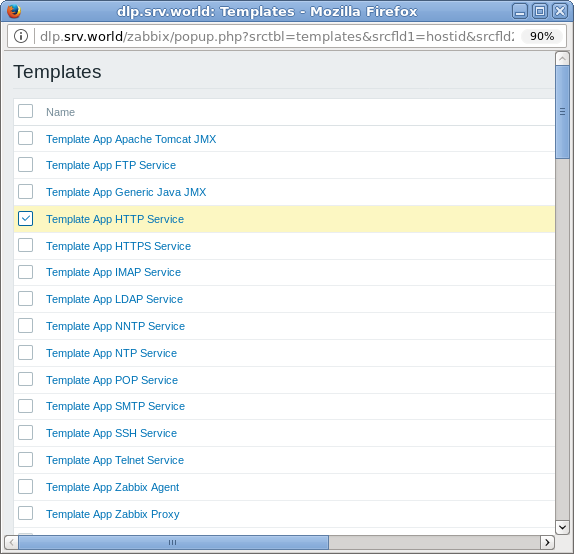 dlp.srv.world: Templates - Mozilla Firefox
dlp.srv.world/zabbix/popup.php?srctbl=templates&srcfld1=hostid&srcfld2 90%
Templates
Name
Template App Apache Tomcat JMX
Template App FTP Service
Template App Generic Java JMX
Template App HTTP Service
Template App HTTPS Service
Template App IMAP Service
Template App LDAP Service
Template App NNTP Service
Template App NTP Service
Template App POP Service
Template App SMTP Service
Template App SSH Service
Template App Telnet Service
Template App Zabbix Agent
Template App Zabbix Proxy